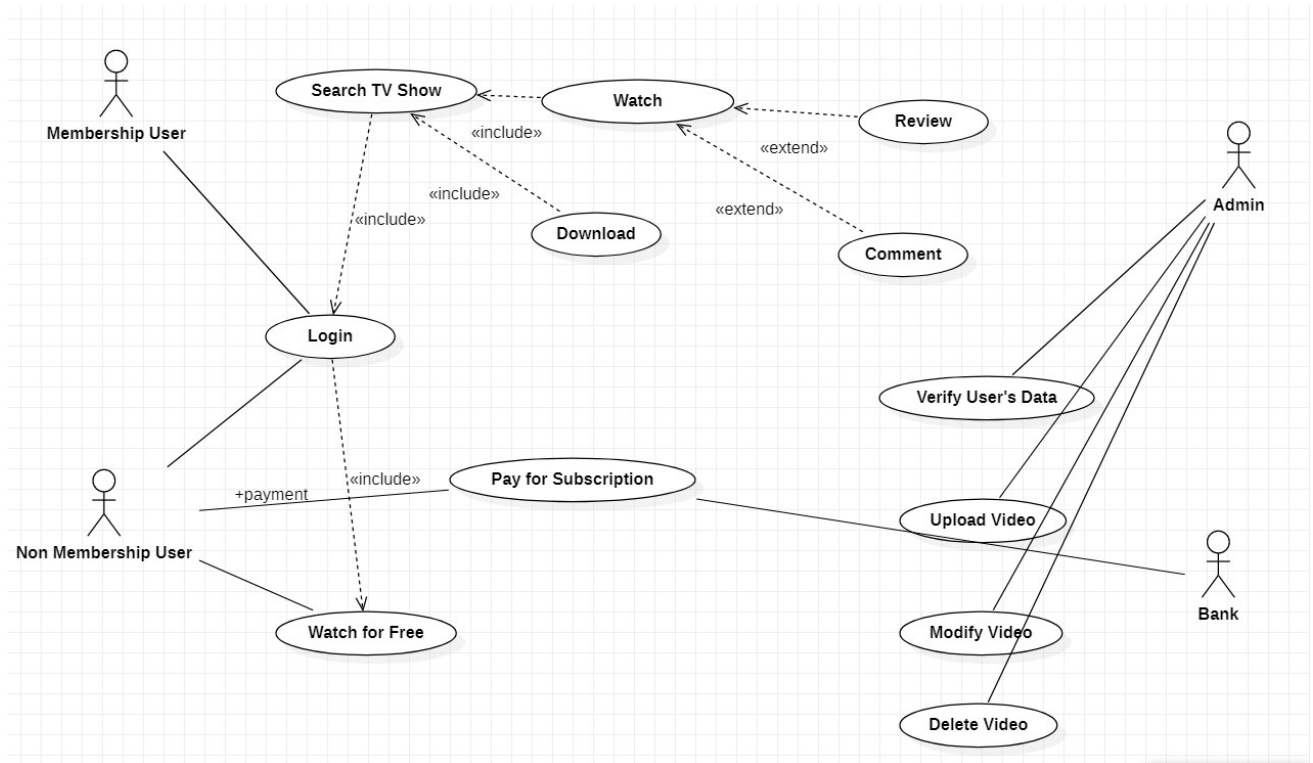 Search TV Show
Watch
Review
Membership User
«include»
«extend»
«include»
Admin
«extend»
«include»
Download
Comment
Login
Verify User's Data
Pay for Subscription
«include»
+payment
Upload Video
Non Membership User
Bank
Watch for Free
Modify Video
Delete Video